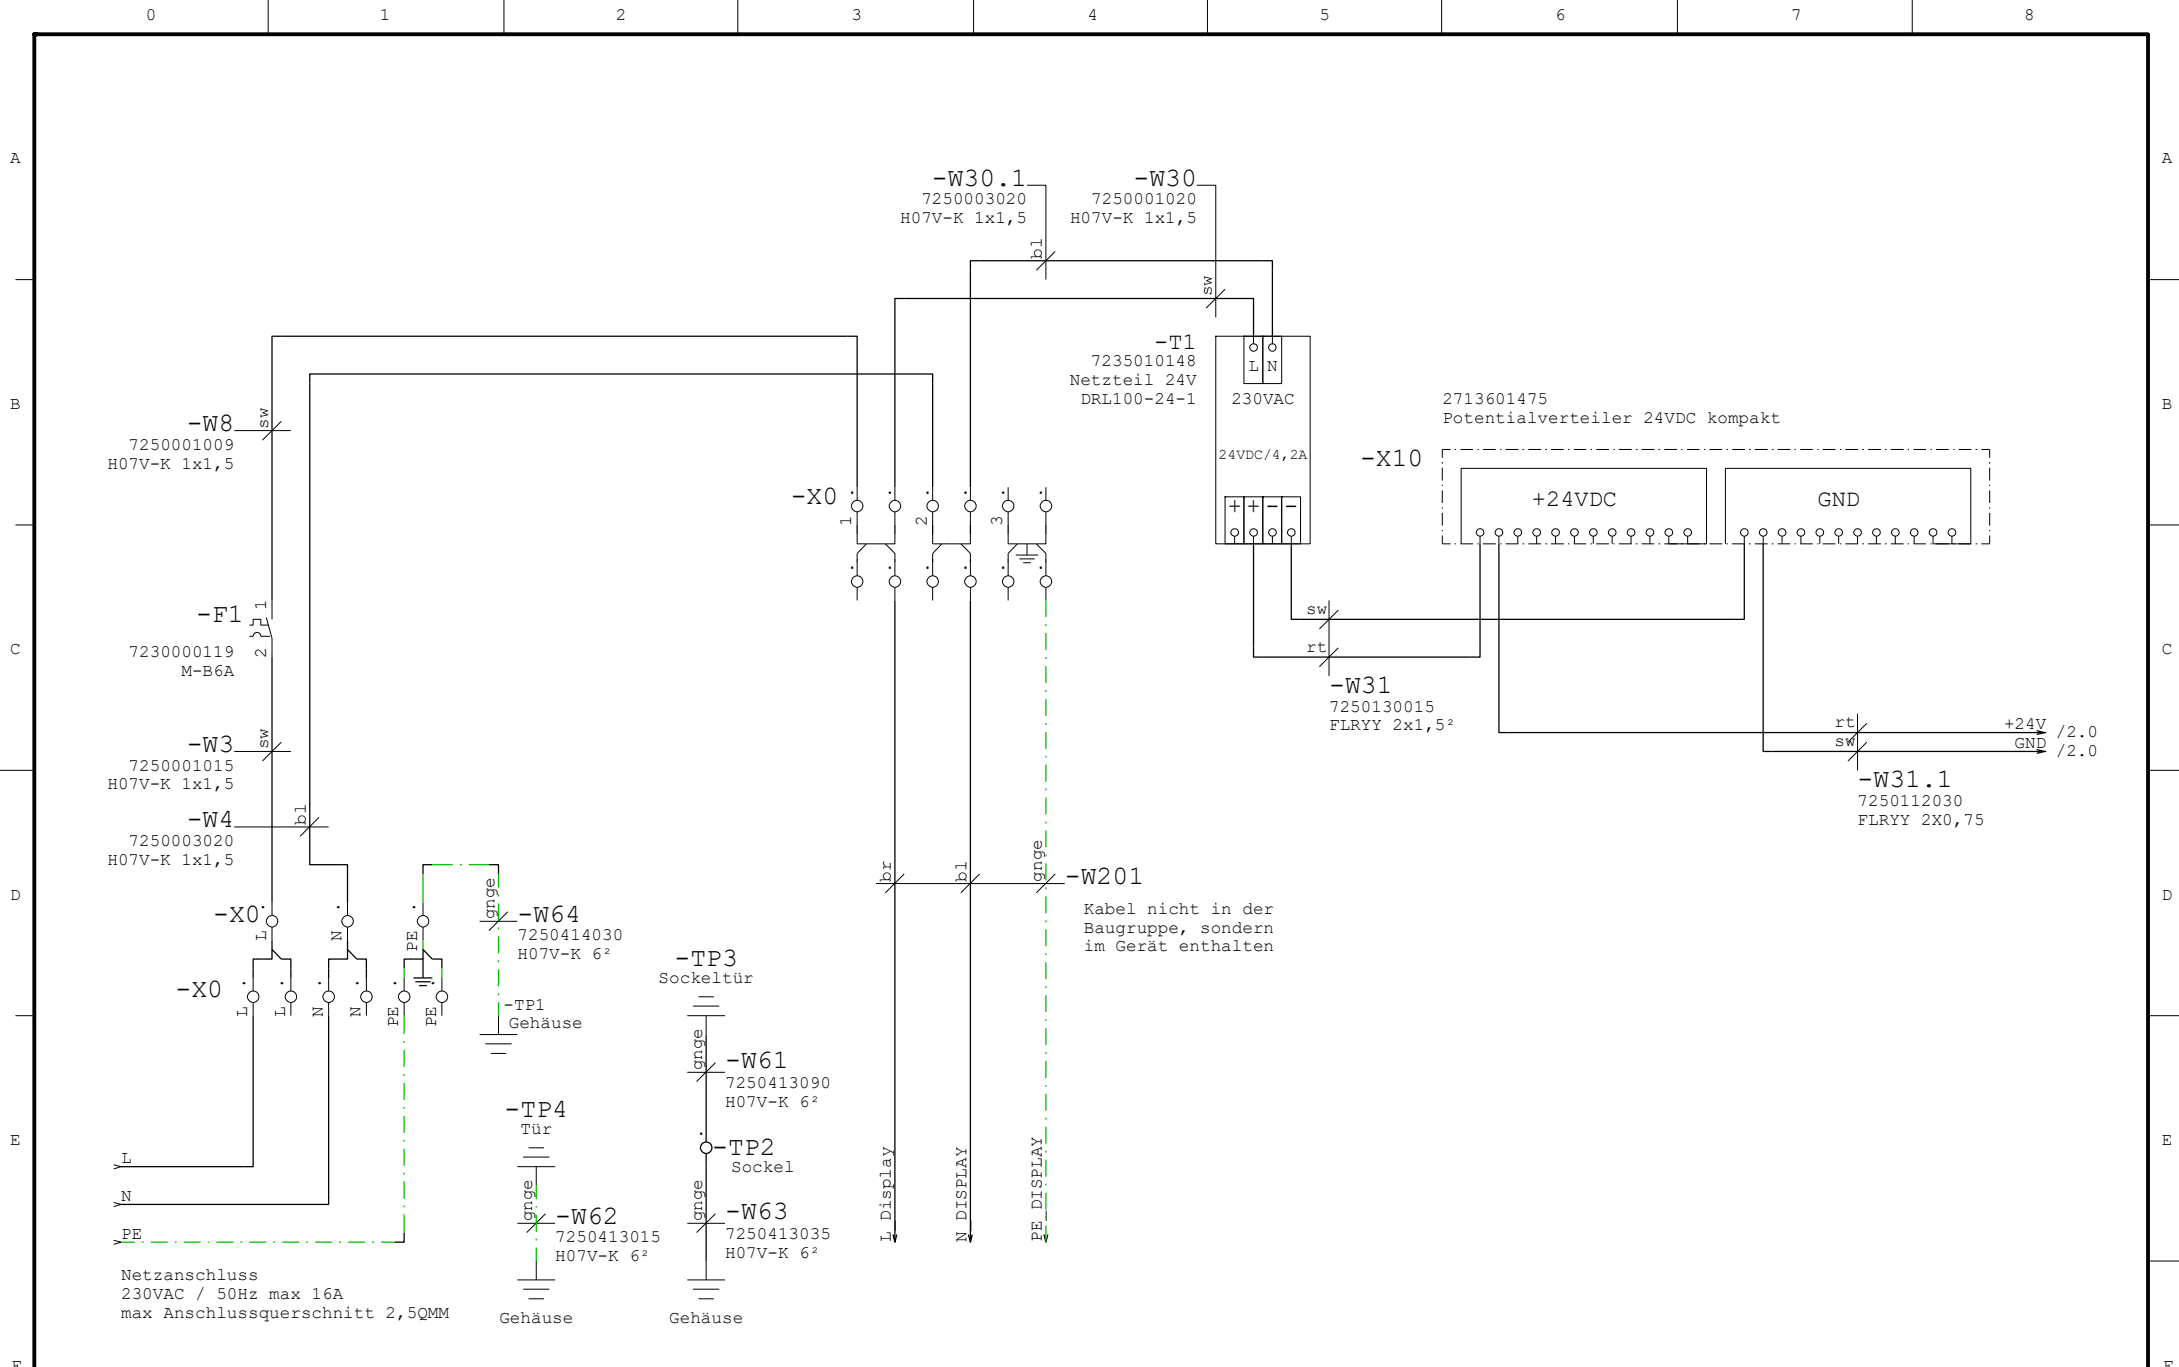 0 1 2 3 4 5 6 7 8
A A
-W30.1
7250003020
H07V-K 1x1,5
bl
-W30
7250001020
H07V-K 1x1,5
sw
B B
-W8
7250001009
H07V-K 1x1,5
sw
-T1
7235010148
Netzteil 24V
DRL100-24-1
L N
230VAC
24VDC/4,2A
+ + - -
2713601475
Potentialverteiler 24VDC kompakt
-X10
+24VDC
GND
-X0
1 2 3
C C
-F1
1
2
7230000119
M-B6A
sw
rt
-W31
7250130015
FLRYY 2x1,5²
rt
sw
+24V /2.0
GND /2.0
-W31.1
7250112030
FLRYY 2X0,75
-W3
7250001015
H07V-K 1x1,5
sw
-W4
7250003020
H07V-K 1x1,5
bl
D D
-X0
L N PE
-X0
L L N N PE PE
gnge
-W64
7250414030
H07V-K 6²
-TP1
Gehäuse
-TP3
Sockeltür
br bl gnge
-W201
Kabel nicht in der
Baugruppe, sondern
im Gerät enthalten
E E
gnge
-W61
7250413090
H07V-K 6²
-TP4
Tür
-TP2
Sockel
gnge
-W62
7250413015
H07V-K 6²
Gehäuse
gnge
-W63
7250413035
H07V-K 6²
Gehäuse
L Display
N DISPLAY
PE DISPLAY
L
N
PE
Netzanschluss
230VAC / 50Hz max 16A
max Anschlussquerschnitt 2,5QMM
F F